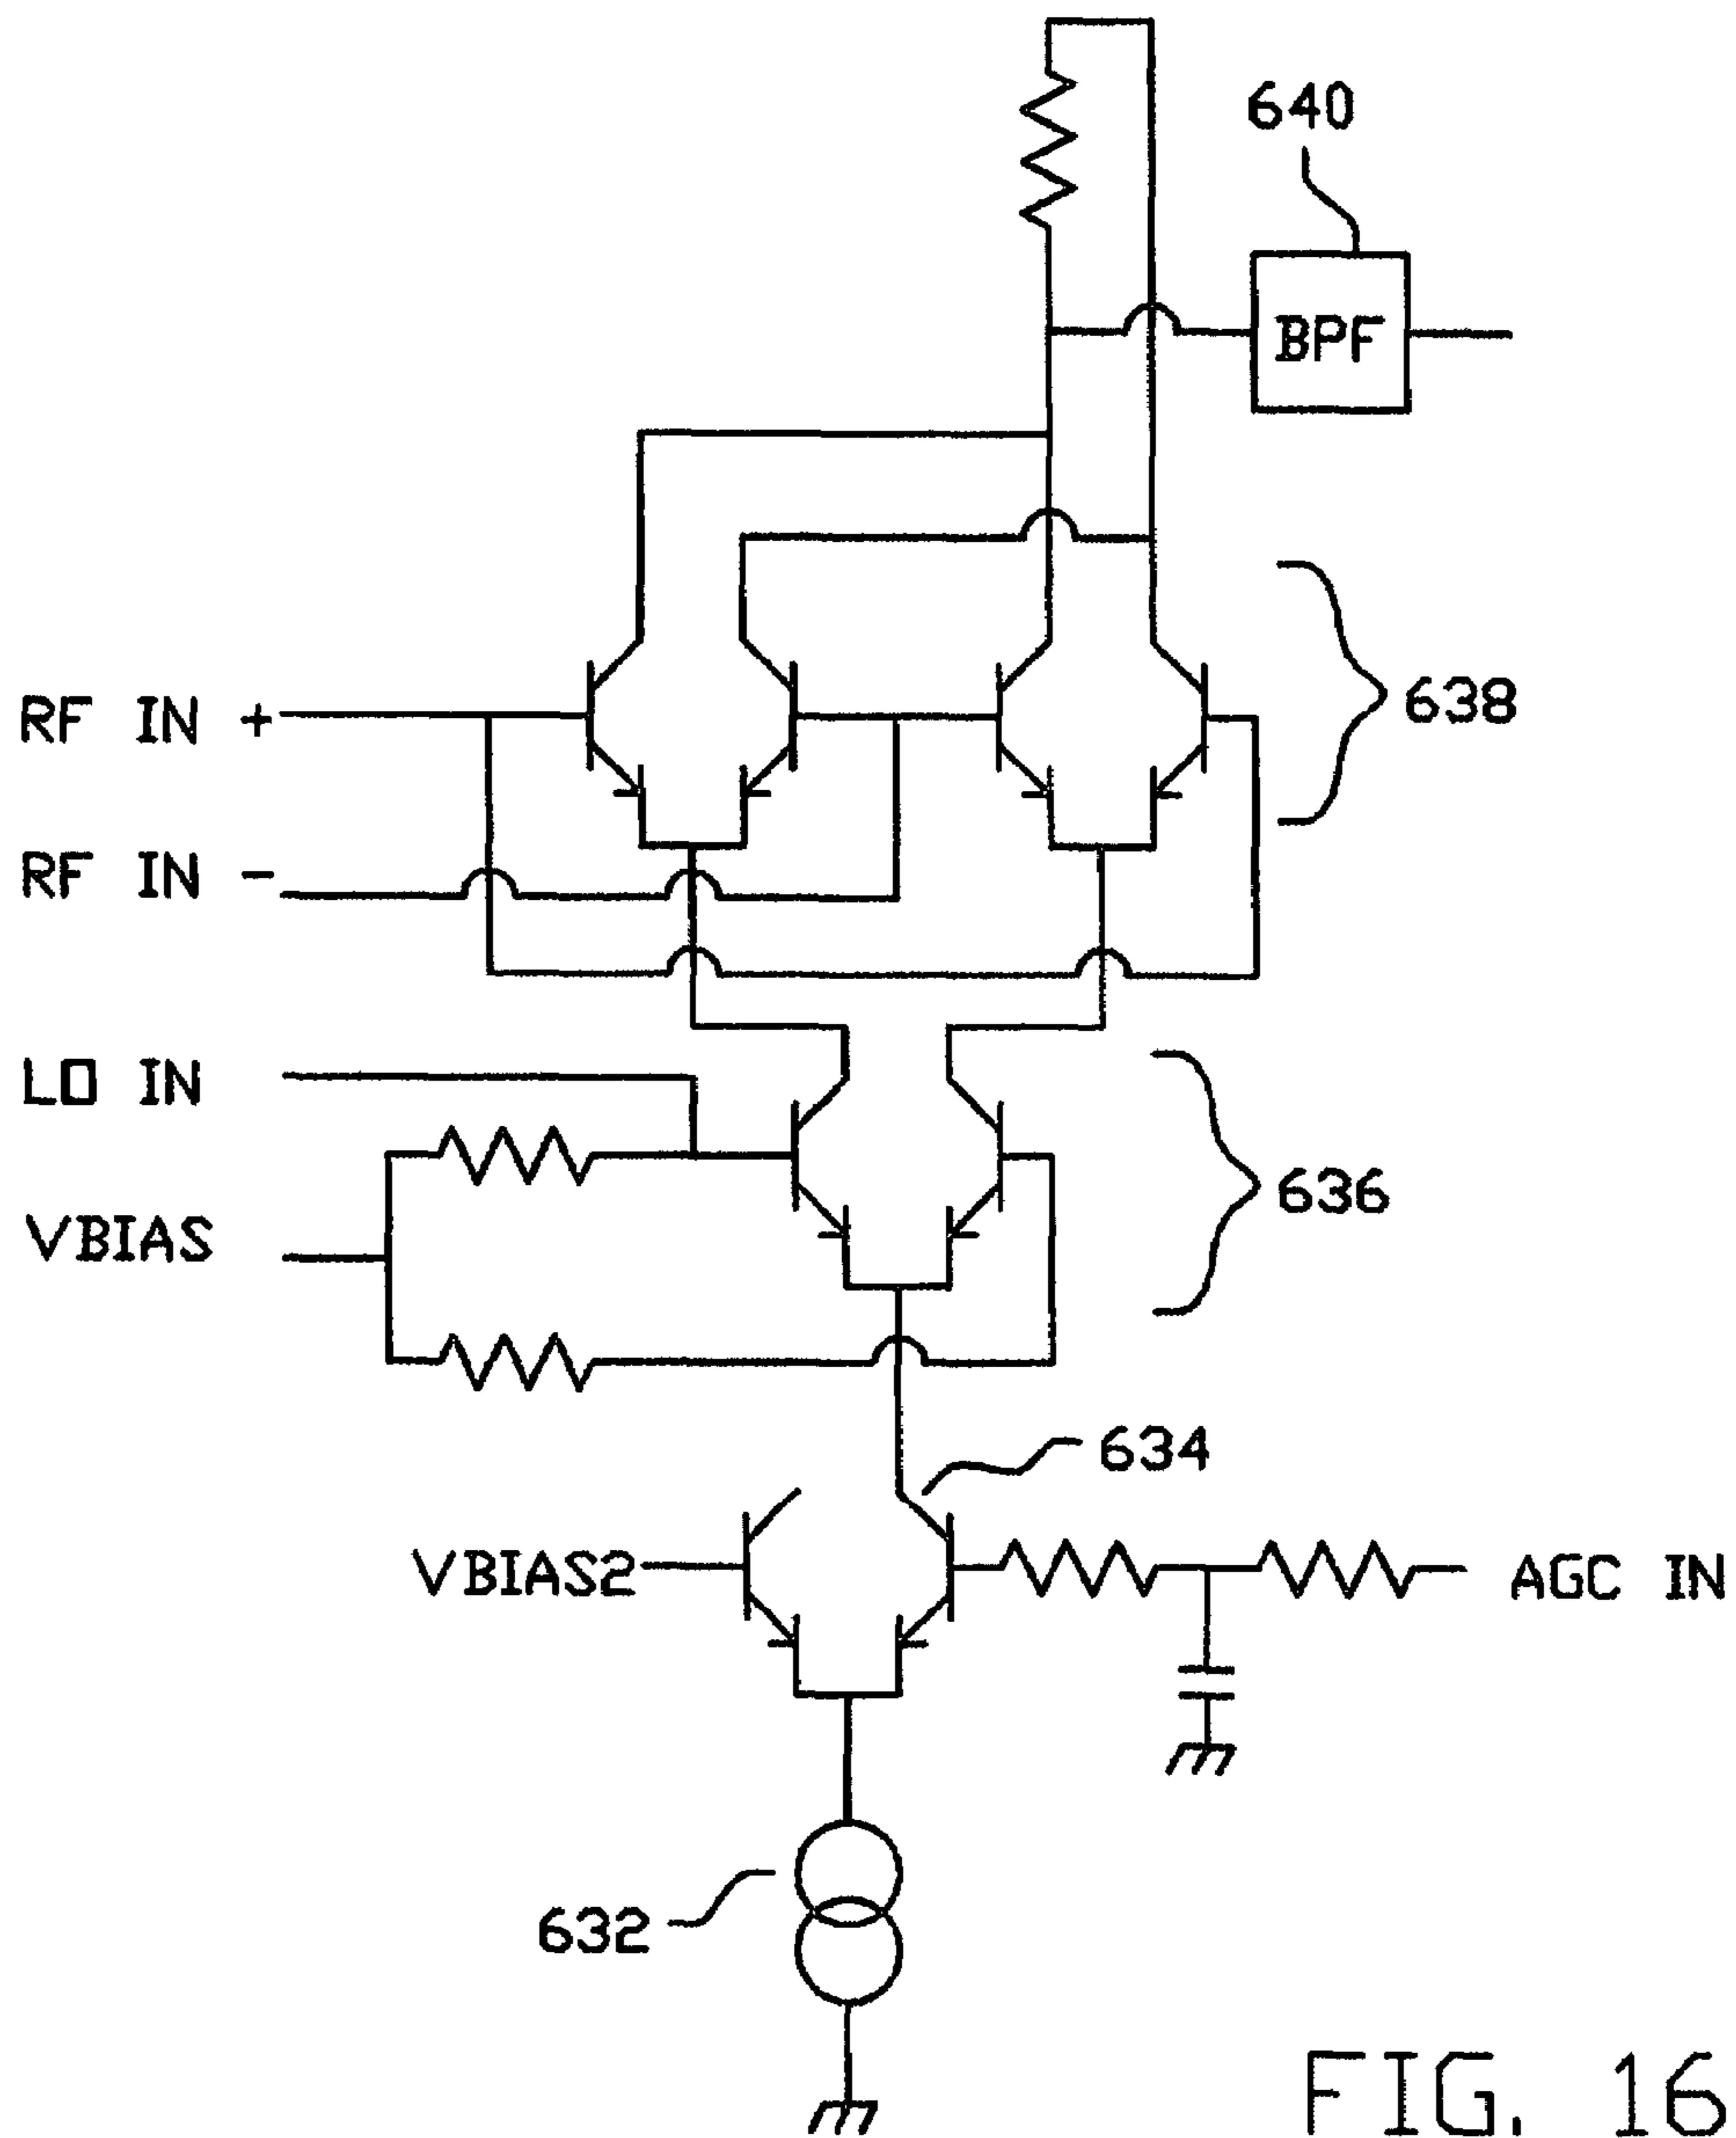 640
BPF
RF IN +
638
RF IN -
LO IN
636
VBIAS
634
VBIAS2
AGC IN
632
FIG. 16